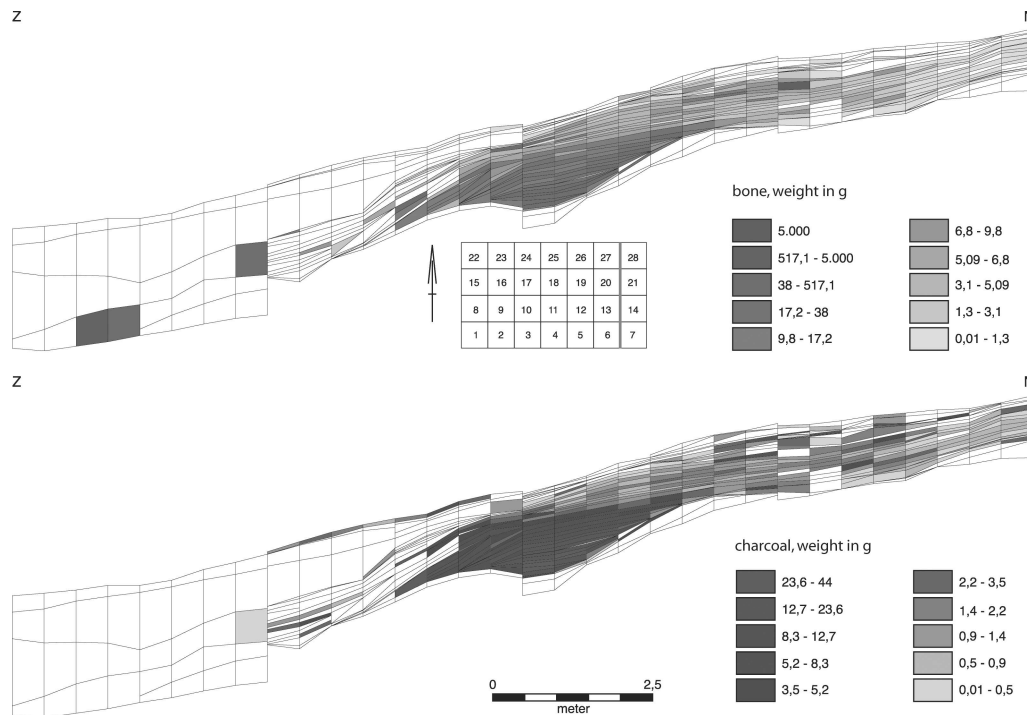 Z
bone, weight in g
5.000
517,1 - 5.000
38 - 517,1
17,2 - 38
9,8 - 17,2
6,8 - 9,8
5,09 - 6,8
3,1 - 5,09
1,3 - 3,1
0,01 - 1,3
22 23 24 25 26 27 28
15 16 17 18 19 20 21
8 9 10 11 12 13 14
1 2 3 4 5 6 7
Z
charcoal, weight in g
23,6 - 44
12,7 - 23,6
8,3 - 12,7
5,2 - 8,3
3,5 - 5,2
2,2 - 3,5
1,4 - 2,2
0,9 - 1,4
0,5 - 0,9
0,01 - 0,5
0 2,5
meter